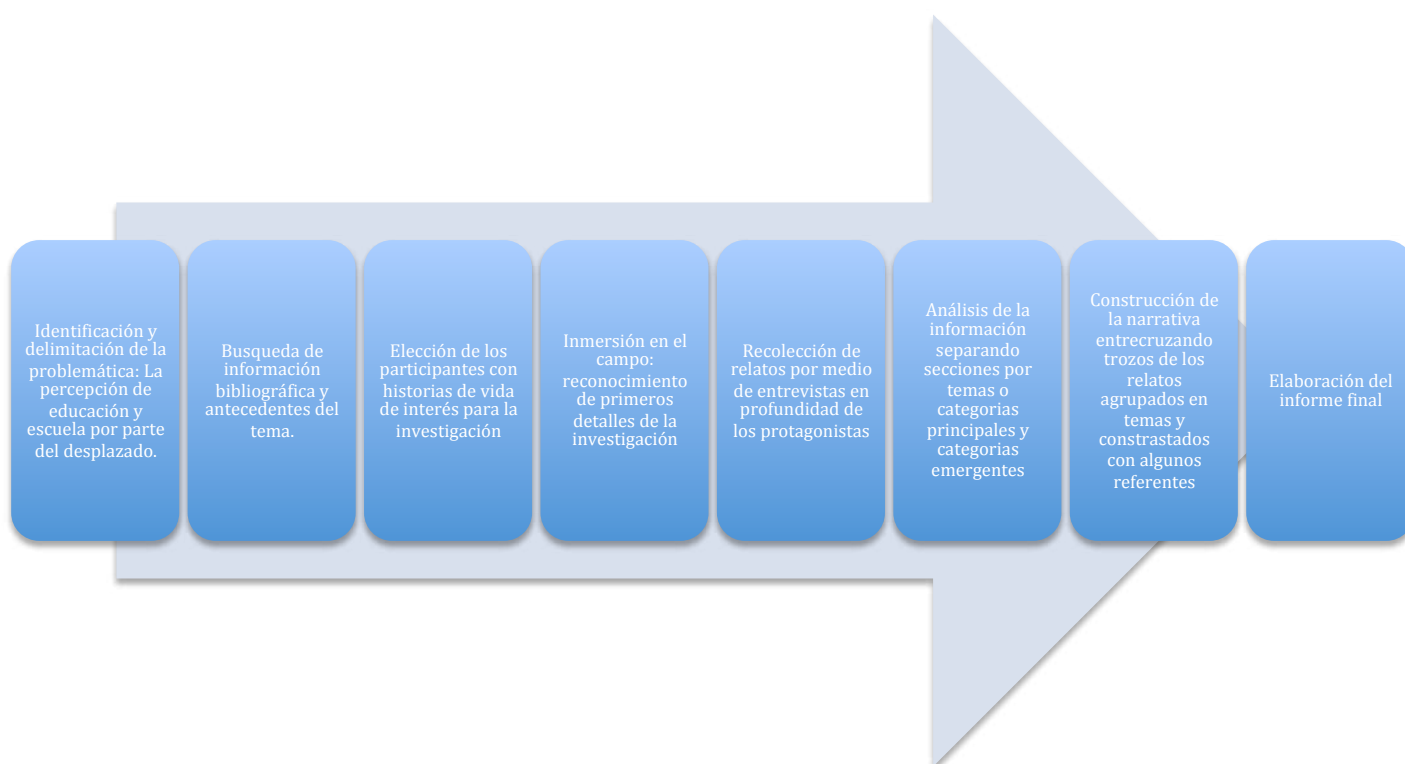 Identificación y
delimitación de la
problemática: La
percepción de
educación y
escuela por parte
del desplazado.
Busqueda de
información
bibliográfica y
antecedentes del
tema.
Elección de los
participantes con
historias de vida
de interés para la
investigación
Inmersión en el
campo:
reconocimiento
de primeros
detalles de la
investigación
Recolección de
relatos por medio
de entrevistas en
profundidad de
los protagonistas
Análisis de la
información
separando
secciones por
temas o
categorias
principales y
categorias
emergentes
Construcción de
la narrativa
entrecruzando
trozos de los
relatos
agrupados en
temas y
constrastados
con algunos
referentes
Elaboración del
informe final